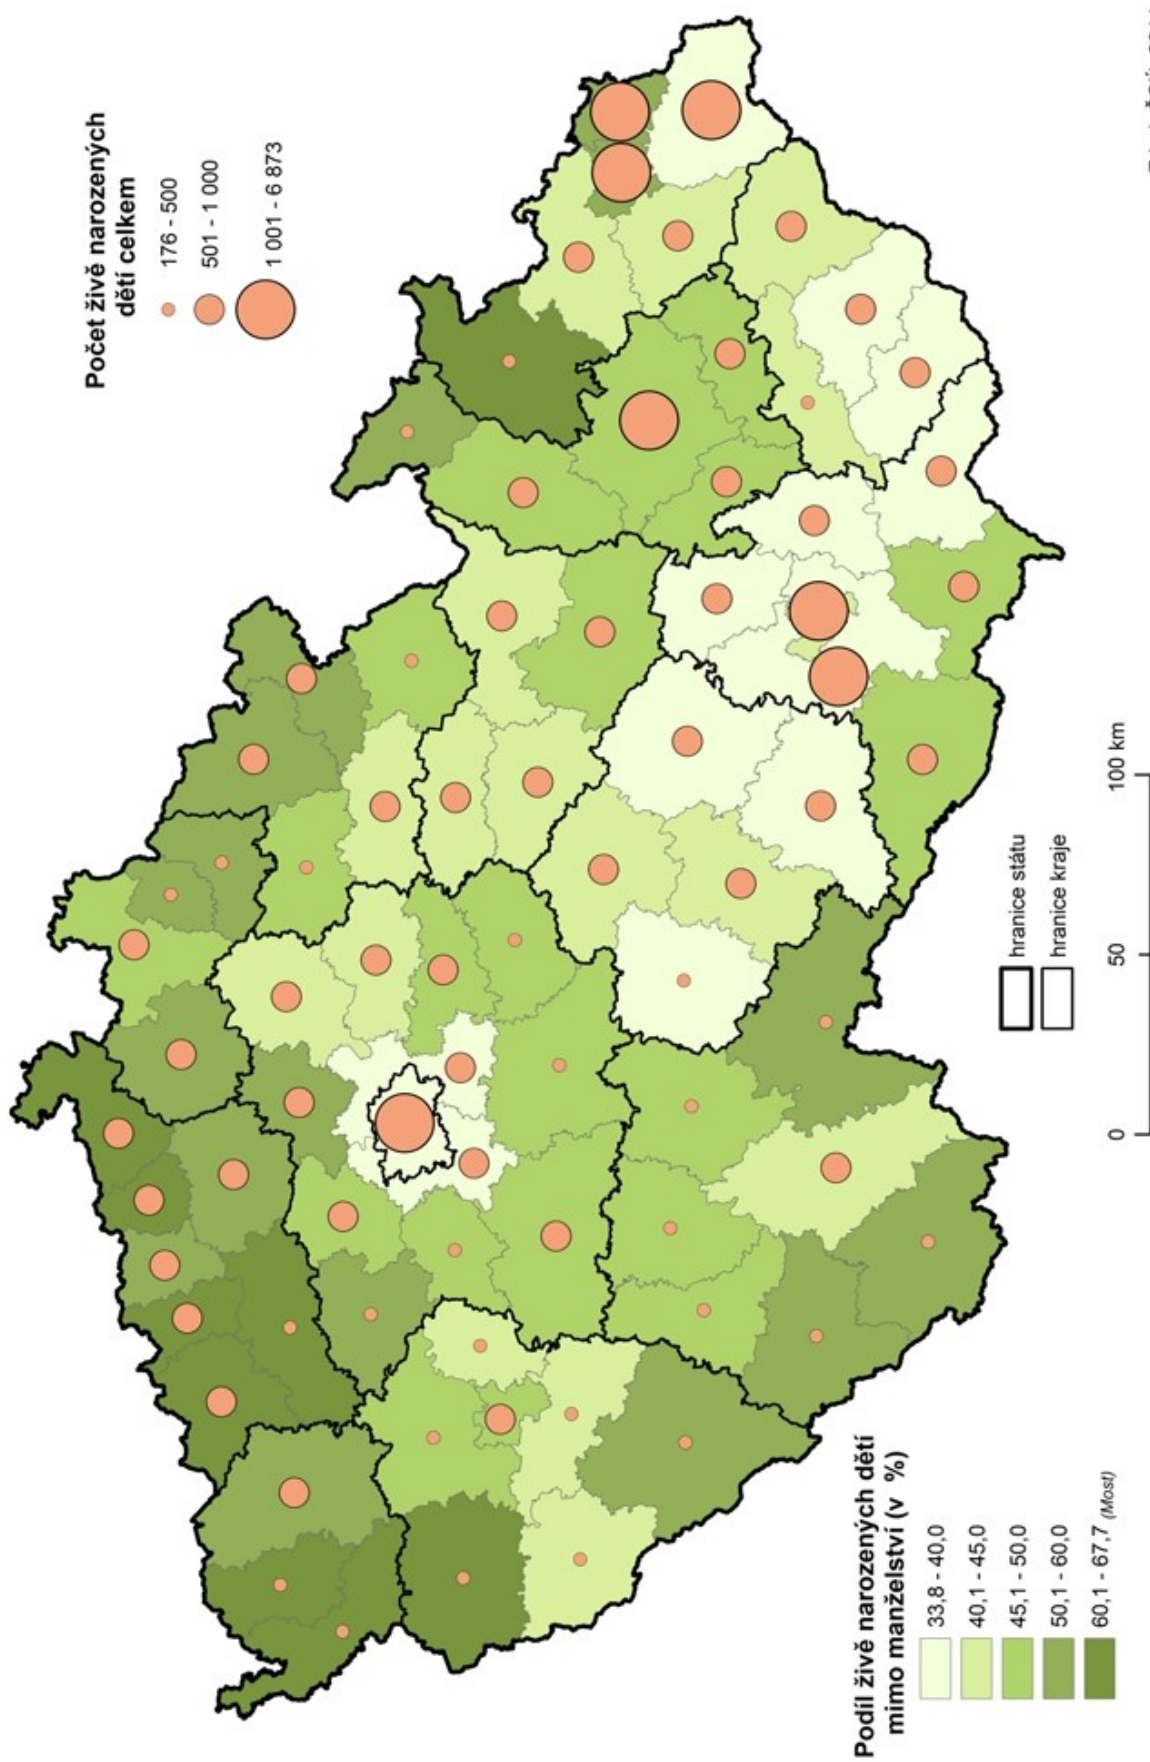 Počet živě narozených
dětí celkem
176 - 500
501 - 1 000
1 001 - 6 873
Podíl živě narozených dětí
mimo manželství (v %)
33,8 - 40,0
40,1 - 45,0
45,1 - 50,0
50,1 - 60,0
60,1 - 67,7 (Most)
hranice státu
hranice kraje
0 50 100 km